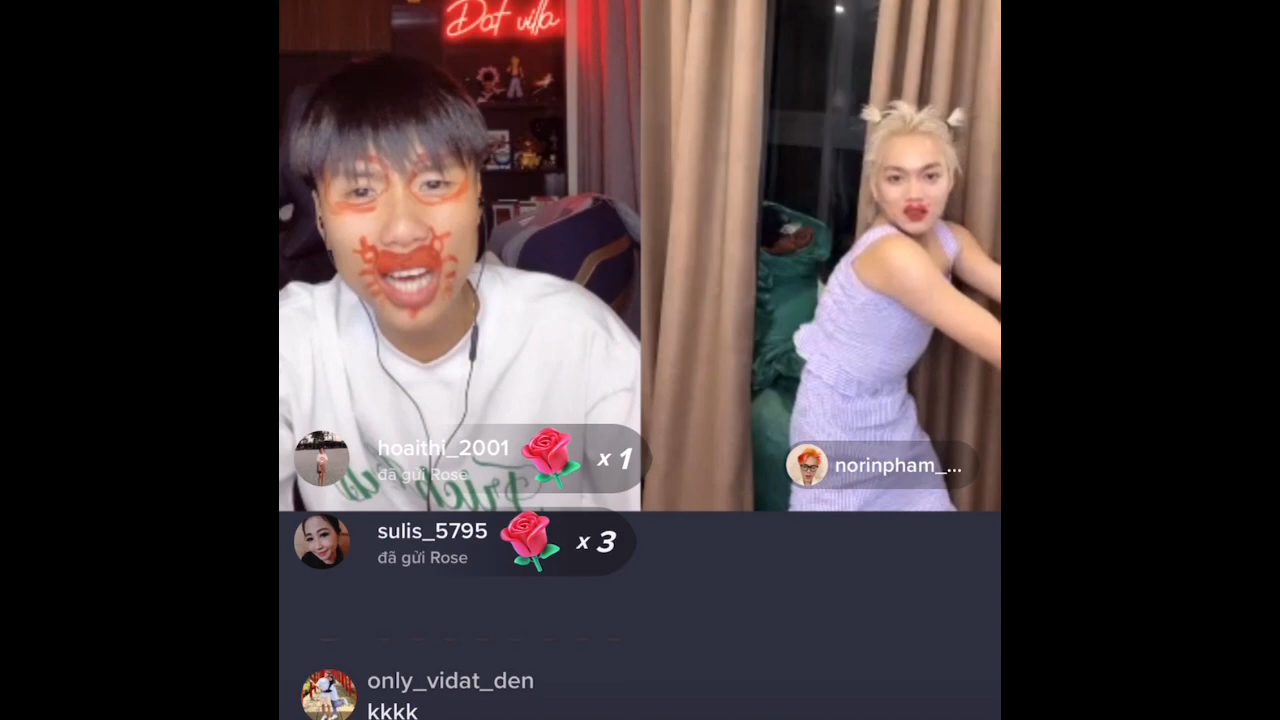 Dat villa
hoaithi_2001
đã gửi Rose
x 1
norinpham_...
sulis_5795
đã gửi Rose
x 3
only_vidat_den
kkkk